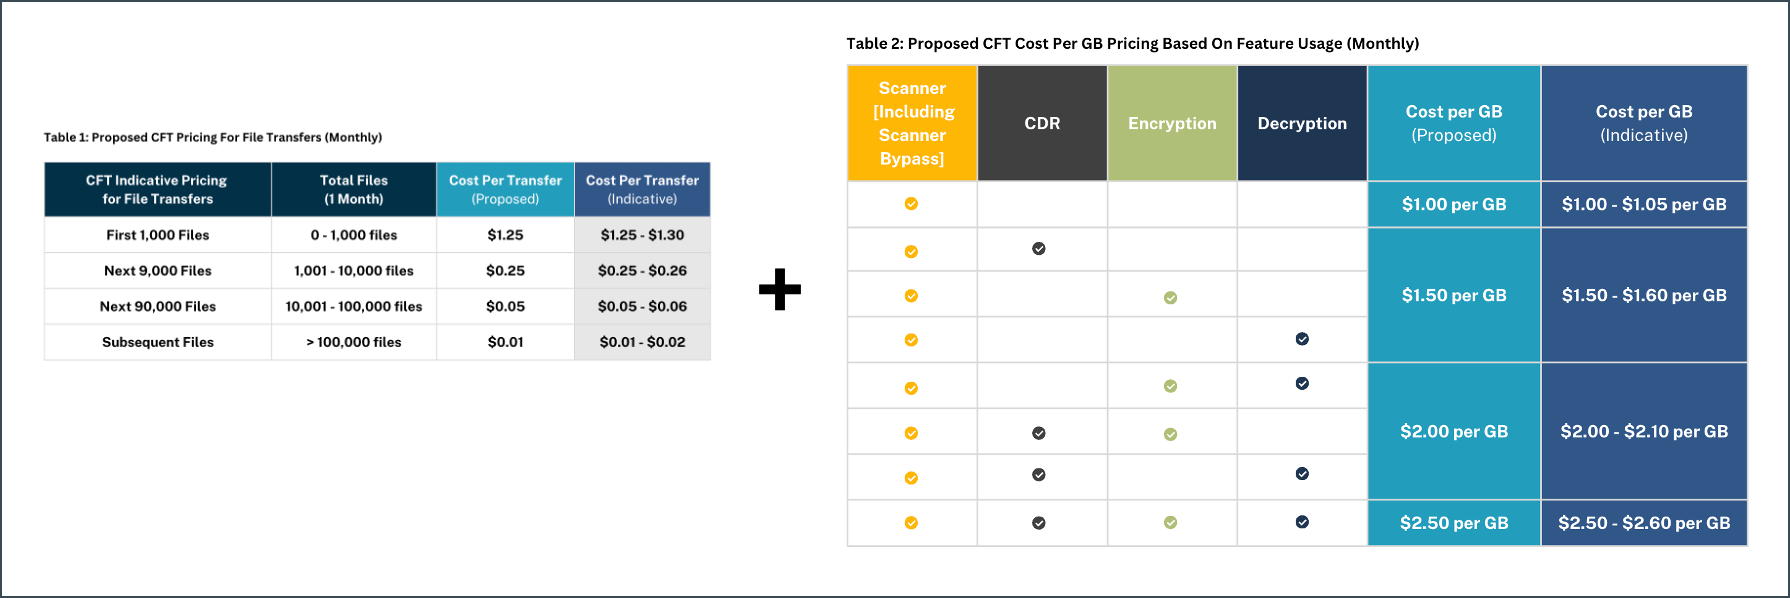 Table 1: Proposed CFT Pricing For File Transfers (Monthly)
CFT Indicative Pricing for File Transfers
Total Files (1 Month)
Cost Per Transfer (Proposed)
Cost Per Transfer (Indicative)
First 1,000 Files
0 - 1,000 files
$1.25
$1.25 - $1.30
Next 9,000 Files
1,001 - 10,000 files
$0.25
$0.25 - $0.26
Next 90,000 Files
10,001 - 100,000 files
$0.05
$0.05 - $0.06
Subsequent Files
> 100,000 files
$0.01
$0.01 - $0.02
+
Table 2: Proposed CFT Cost Per GB Pricing Based On Feature Usage (Monthly)
Scanner
[Including
Scanner
Bypass]
CDR
Encryption
Decryption
Cost per GB
(Proposed)
Cost per GB
(Indicative)
$1.00 per GB
$1.00 - $1.05 per GB
$1.50 per GB
$1.50 - $1.60 per GB
$2.00 per GB
$2.00 - $2.10 per GB
$2.50 per GB
$2.50 - $2.60 per GB